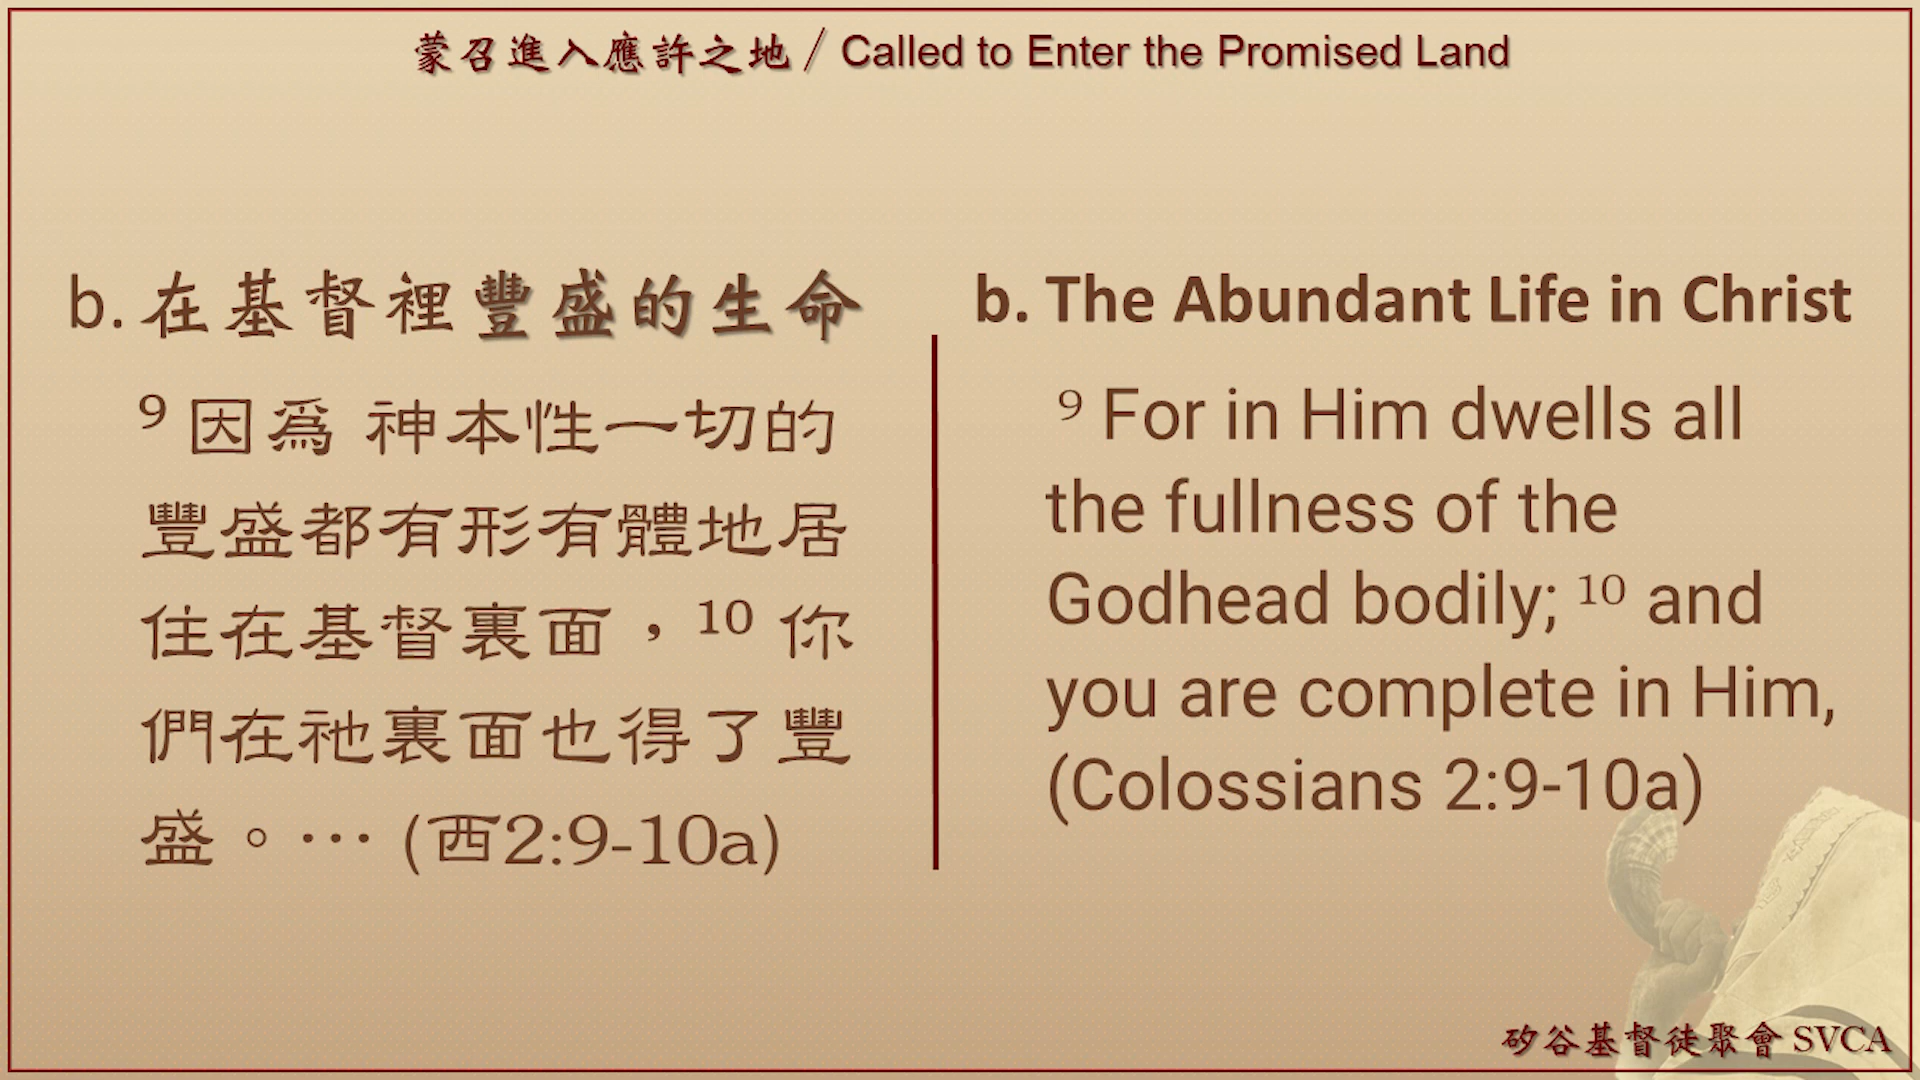 蒙召進入應許之地 / Called to Enter the Promised Land
b. 在基督裡豐盛的生命
9 因爲 神本性一切的
豐盛都有形有體地居
住在基督裏面，10 你
們在祂裏面也得了豐
盛。… (西2:9-10a)
b. The Abundant Life in Christ
9 For in Him dwells all
the fullness of the
Godhead bodily; 10 and
you are complete in Him,
(Colossians 2:9-10a)
矽谷基督徒聚會 SVCA